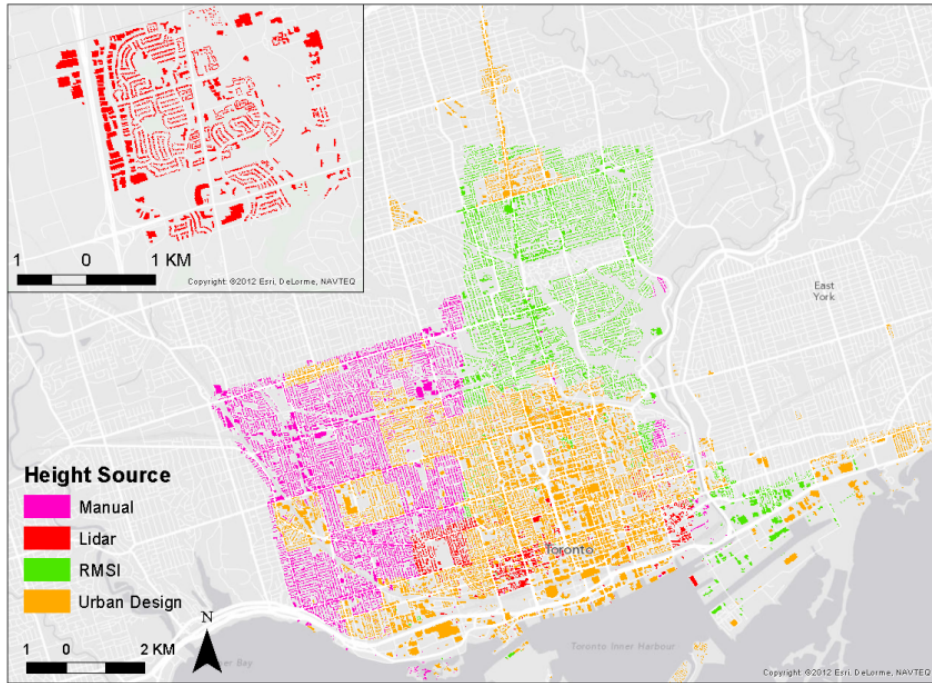 1 0 1 KM
Copyright: ©2012 Esri, DeLorme, NAVTEQ
East
York
Height Source
Manual
Lidar
RMSI
Urban Design
Toronto
N
1 0 2 KM
Bay
Toronto Inner Harbour
Copyright: ©2012 Esri, DeLorme, NAVTEQ